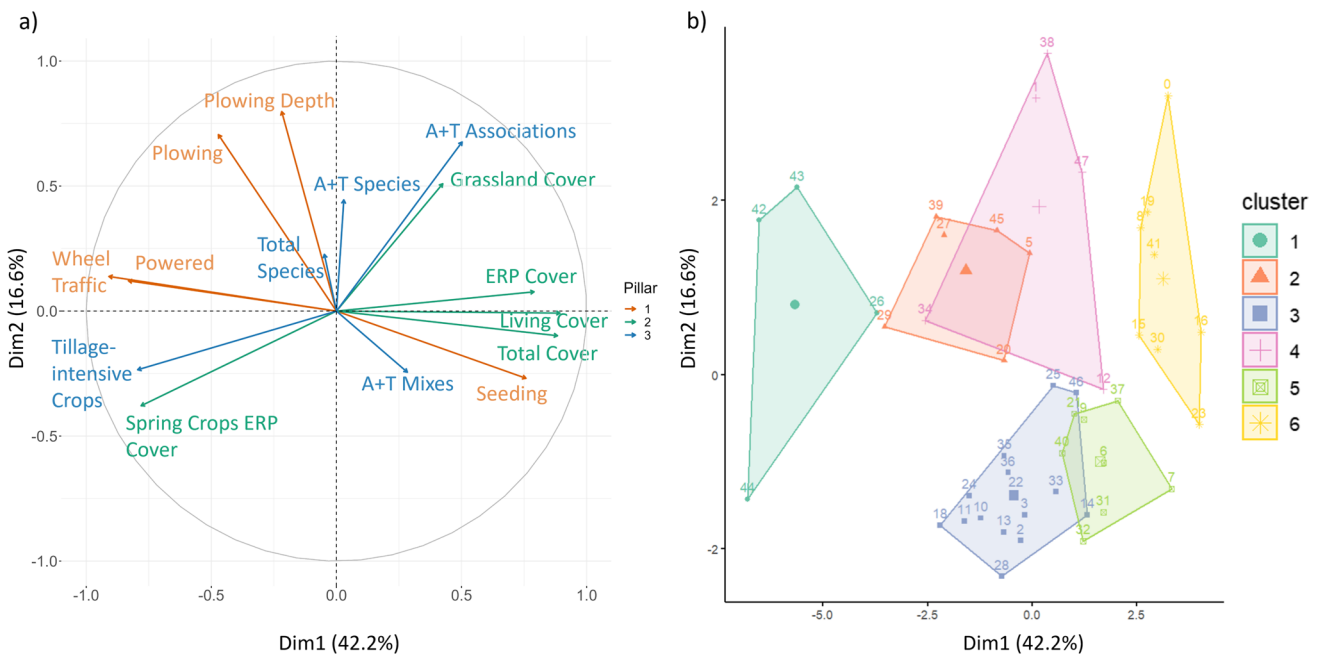 a)
1.0
0.5
0.0
-0.5
-1.0
-1.0
-0.5
0.0
0.5
1.0
Dim2 (16.6%)
Dim1 (42.2%)
Plowing Depth
Plowing
A+T Associations
Grassland Cover
A+T Species
Total
Species
Wheel
Traffic
Powered
ERP Cover
Living Cover
Total Cover
Tillage-
intensive
Crops
A+T Mixes
Seeding
Spring Crops ERP
Cover
Pillar
1
2
3
b)
2
0
-2
-5.0
-2.5
0.0
2.5
Dim2 (16.6%)
Dim1 (42.2%)
38
1
0
47
43
42
39
27
45
5
19
8
41
26
34
29
20
15
30
16
23
12
25
46
37
21
9
40
6
35
36
24
22
33
7
44
18
11
10
3
14
31
13
2
32
28
cluster
1
2
3
4
5
6